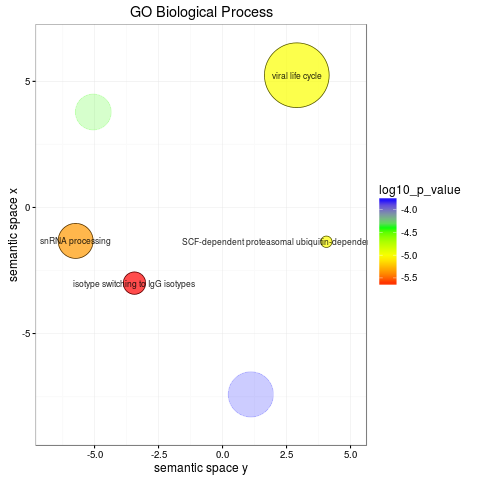 GO Biological Process
viral life cycle
snRNA processing
SCF-dependent proteasomal ubiquitin-depende
isotype switching to IgG isotypes
5
0
-5
semantic space x
-5.0
-2.5
0.0
2.5
5.0
semantic space y
log10_p_value
-4.0
-4.5
-5.0
-5.5